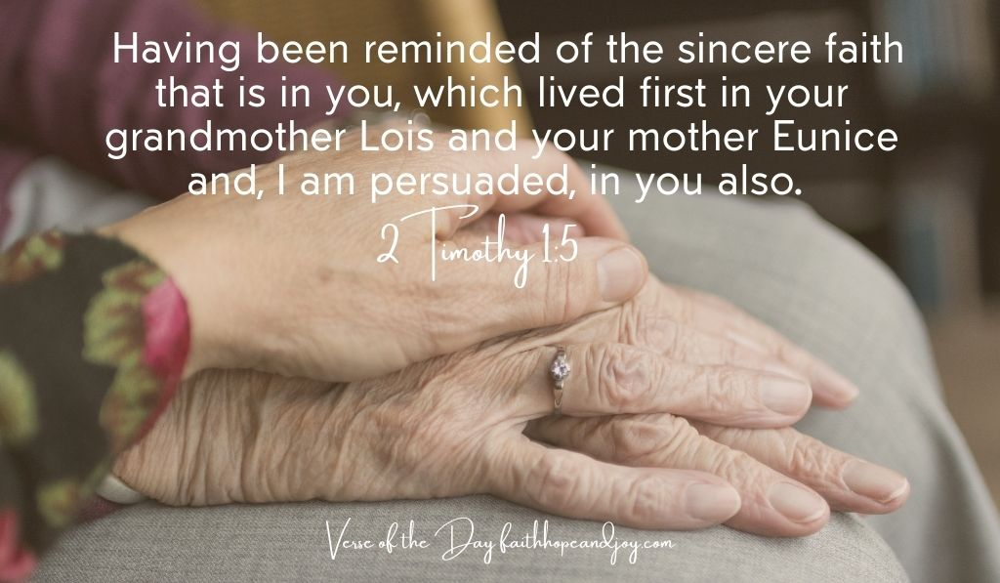 Having been reminded of the sincere faith
that is in you, which lived first in your
grandmother Lois and your mother Eunice
and, I am persuaded, in you also.
2 Timothy 1:5
Verse of the Day faithhopeandjoy.com